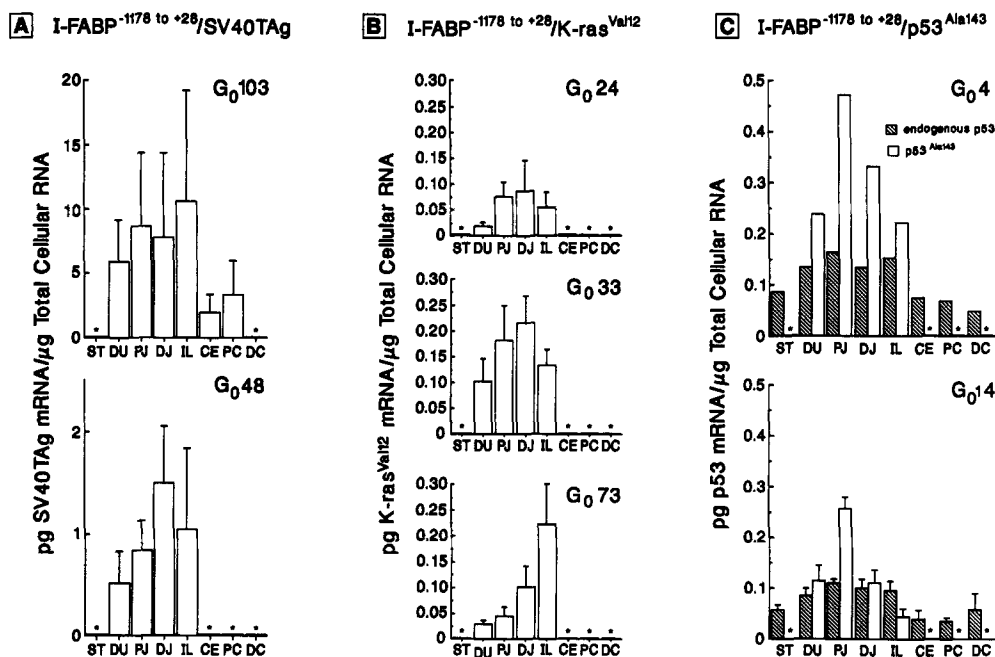 A I-FABP-1178 to +28/SV40TAg
B I-FABP-1178 to +28/K-rasVal12
C I-FABP-1178 to +28/p53Ala143
pg SV40TAg mRNA/µg Total Cellular RNA
G0103
20
15
10
5
0
* *
ST DU PJ DJ IL CE PC DC
G048
2
1
0
* * * *
ST DU PJ DJ IL CE PC DC
pg K-rasVal12 mRNA/µg Total Cellular RNA
0.30
G024
0.25
0.20
0.15
0.10
0.05
0
* * * *
ST DU PJ DJ IL CE PC DC
0.30
G033
0.25
0.20
0.15
0.10
0.05
0
* * * *
ST DU PJ DJ IL CE PC DC
0.30
G073
0.25
0.20
0.15
0.10
0.05
0
* * * *
ST DU PJ DJ IL CE PC DC
pg p53 mRNA/µg Total Cellular RNA
0.5
G04
endogenous p53
p53Ala143
0.4
0.3
0.2
0.1
0
* * * *
ST DU PJ DJ IL CE PC DC
0.5
G014
0.4
0.3
0.2
0.1
0
* * * *
ST DU PJ DJ IL CE PC DC